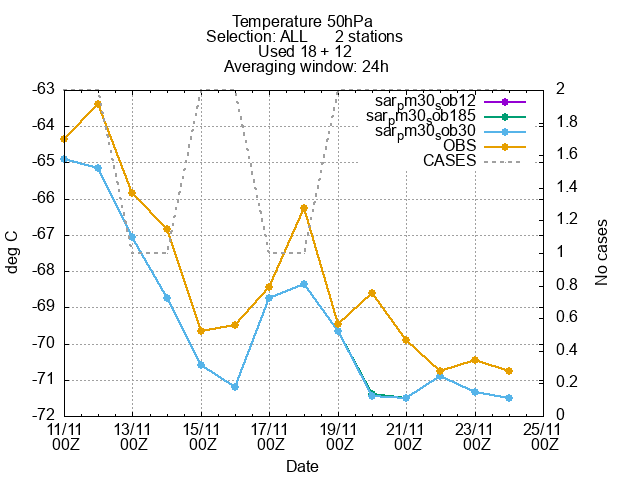 Temperature 50hPa
Selection: ALL 2 stations
Used 18 + 12
Averaging window: 24h
sar_pm30_sob12
sar_pm30_sob185
sar_pm30_sob30
OBS
CASES
-63
-64
-65
-66
-67
-68
-69
-70
-71
-72
2
1.8
1.6
1.4
1.2
1
0.8
0.6
0.4
0.2
0
deg C
No cases
11/11 13/11 15/11 17/11 19/11 21/11 23/11 25/11
00Z 00Z 00Z 00Z 00Z 00Z 00Z 00Z
Date